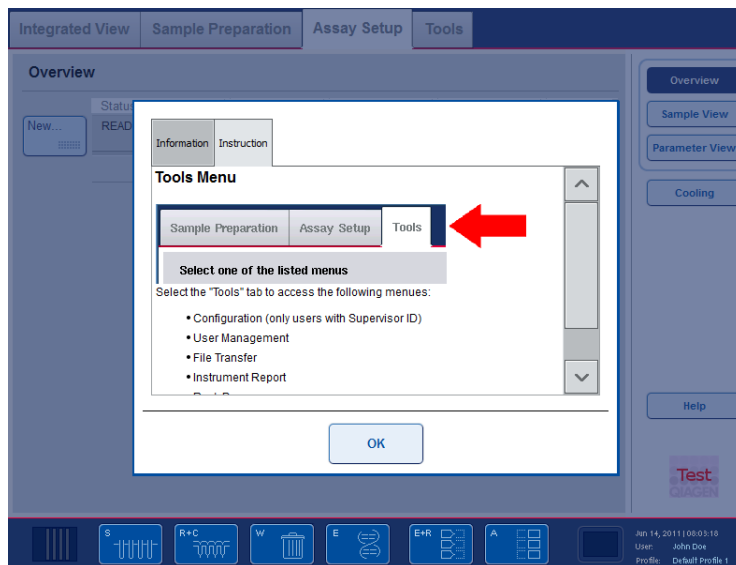 Integrated View Sample Preparation Assay Setup Tools
Overview
Overview
Status
New...
READ
Sample View
Parameter View
Cooling
Information Instruction
Tools Menu
Sample Preparation Assay Setup Tools
Select one of the listed menus
Select the "Tools" tab to access the following menues:
• Configuration (only users with Supervisor ID)
• User Management
• File Transfer
• Instrument Report
OK
Help
Test
QIAGEN
S R+C W E E+R A
Jun 14, 2011 | 08:03:18
User: John Doe
Profile: Default Profile 1